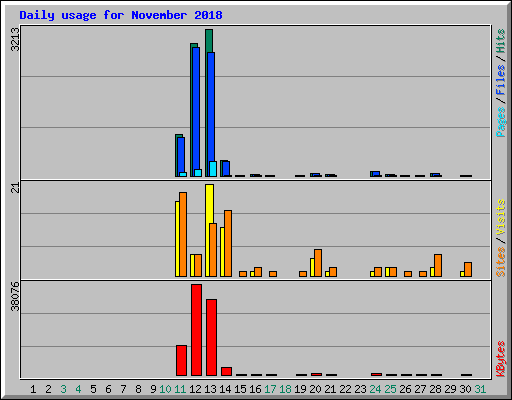 Daily usage for November 2018
3213
Pages / Files / Hits
21
Sites / Visits
38076
KBytes
1 2 3 4 5 6 7 8 9 10 11 12 13 14 15 16 17 18 19 20 21 22 23 24 25 26 27 28 29 30 31